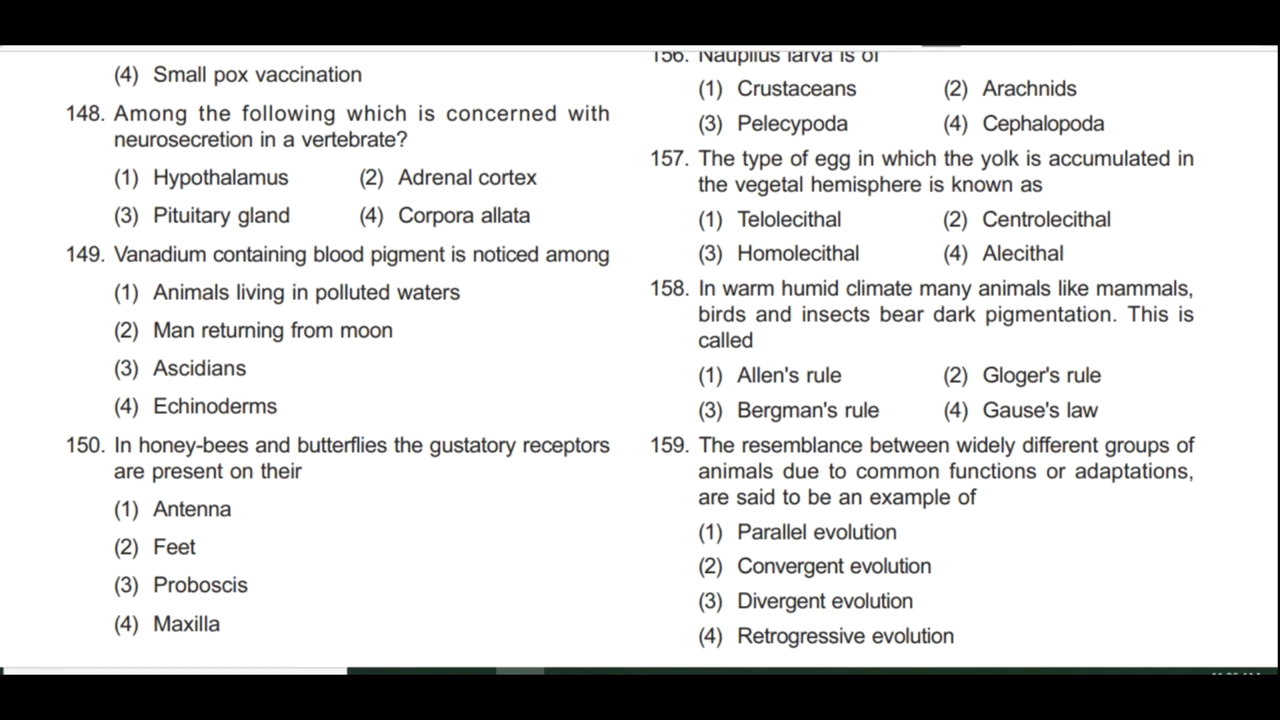 (4) Small pox vaccination
148. Among the following which is concerned with
neurosecretion in a vertebrate?
(1) Hypothalamus (2) Adrenal cortex
(3) Pituitary gland (4) Corpora allata
149. Vanadium containing blood pigment is noticed among
(1) Animals living in polluted waters
(2) Man returning from moon
(3) Ascidians
(4) Echinoderms
150. In honey-bees and butterflies the gustatory receptors
are present on their
(1) Antenna
(2) Feet
(3) Proboscis
(4) Maxilla
156. Nauplius larva is of
(1) Crustaceans (2) Arachnids
(3) Pelecypoda (4) Cephalopoda
157. The type of egg in which the yolk is accumulated in
the vegetal hemisphere is known as
(1) Telolecithal (2) Centrolecithal
(3) Homolecithal (4) Alecithal
158. In warm humid climate many animals like mammals,
birds and insects bear dark pigmentation. This is
called
(1) Allen's rule (2) Gloger's rule
(3) Bergman's rule (4) Gause's law
159. The resemblance between widely different groups of
animals due to common functions or adaptations,
are said to be an example of
(1) Parallel evolution
(2) Convergent evolution
(3) Divergent evolution
(4) Retrogressive evolution